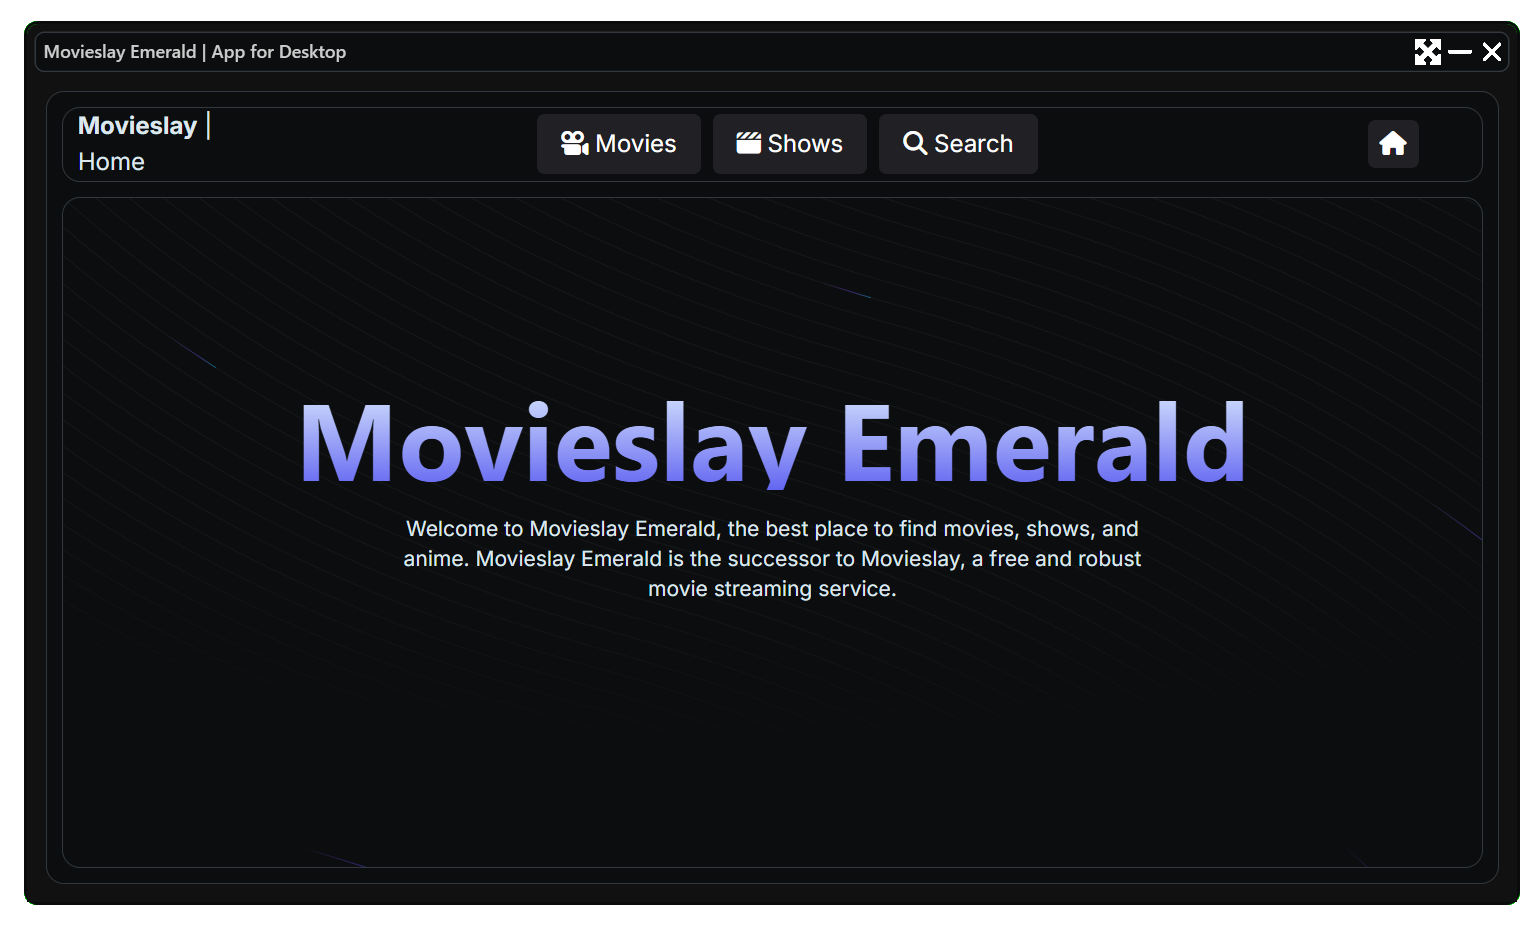 Movieslay Emerald | App for Desktop
Movieslay |
Home
Movies
Shows
Search
Movieslay Emerald
Welcome to Movieslay Emerald, the best place to find movies, shows, and
anime. Movieslay Emerald is the successor to Movieslay, a free and robust
movie streaming service.